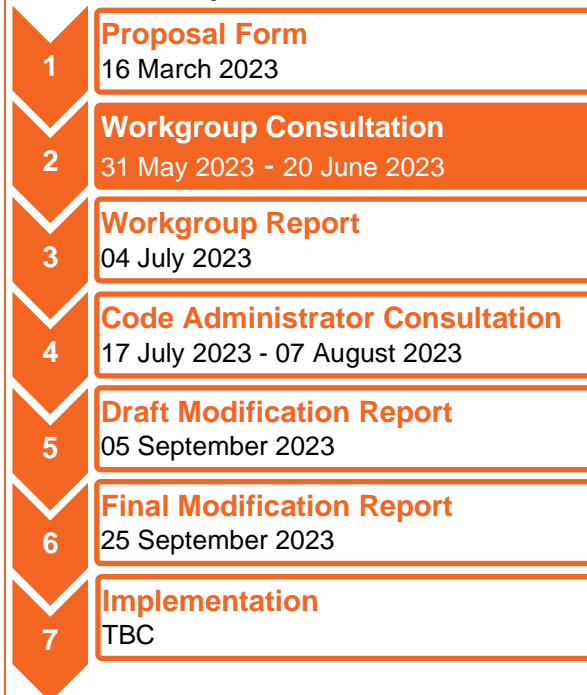 1
Proposal Form
16 March 2023
2
Workgroup Consultation
31 May 2023 - 20 June 2023
3
Workgroup Report
04 July 2023
4
Code Administrator Consultation
17 July 2023 - 07 August 2023
5
Draft Modification Report
05 September 2023
6
Final Modification Report
25 September 2023
7
Implementation
TBC